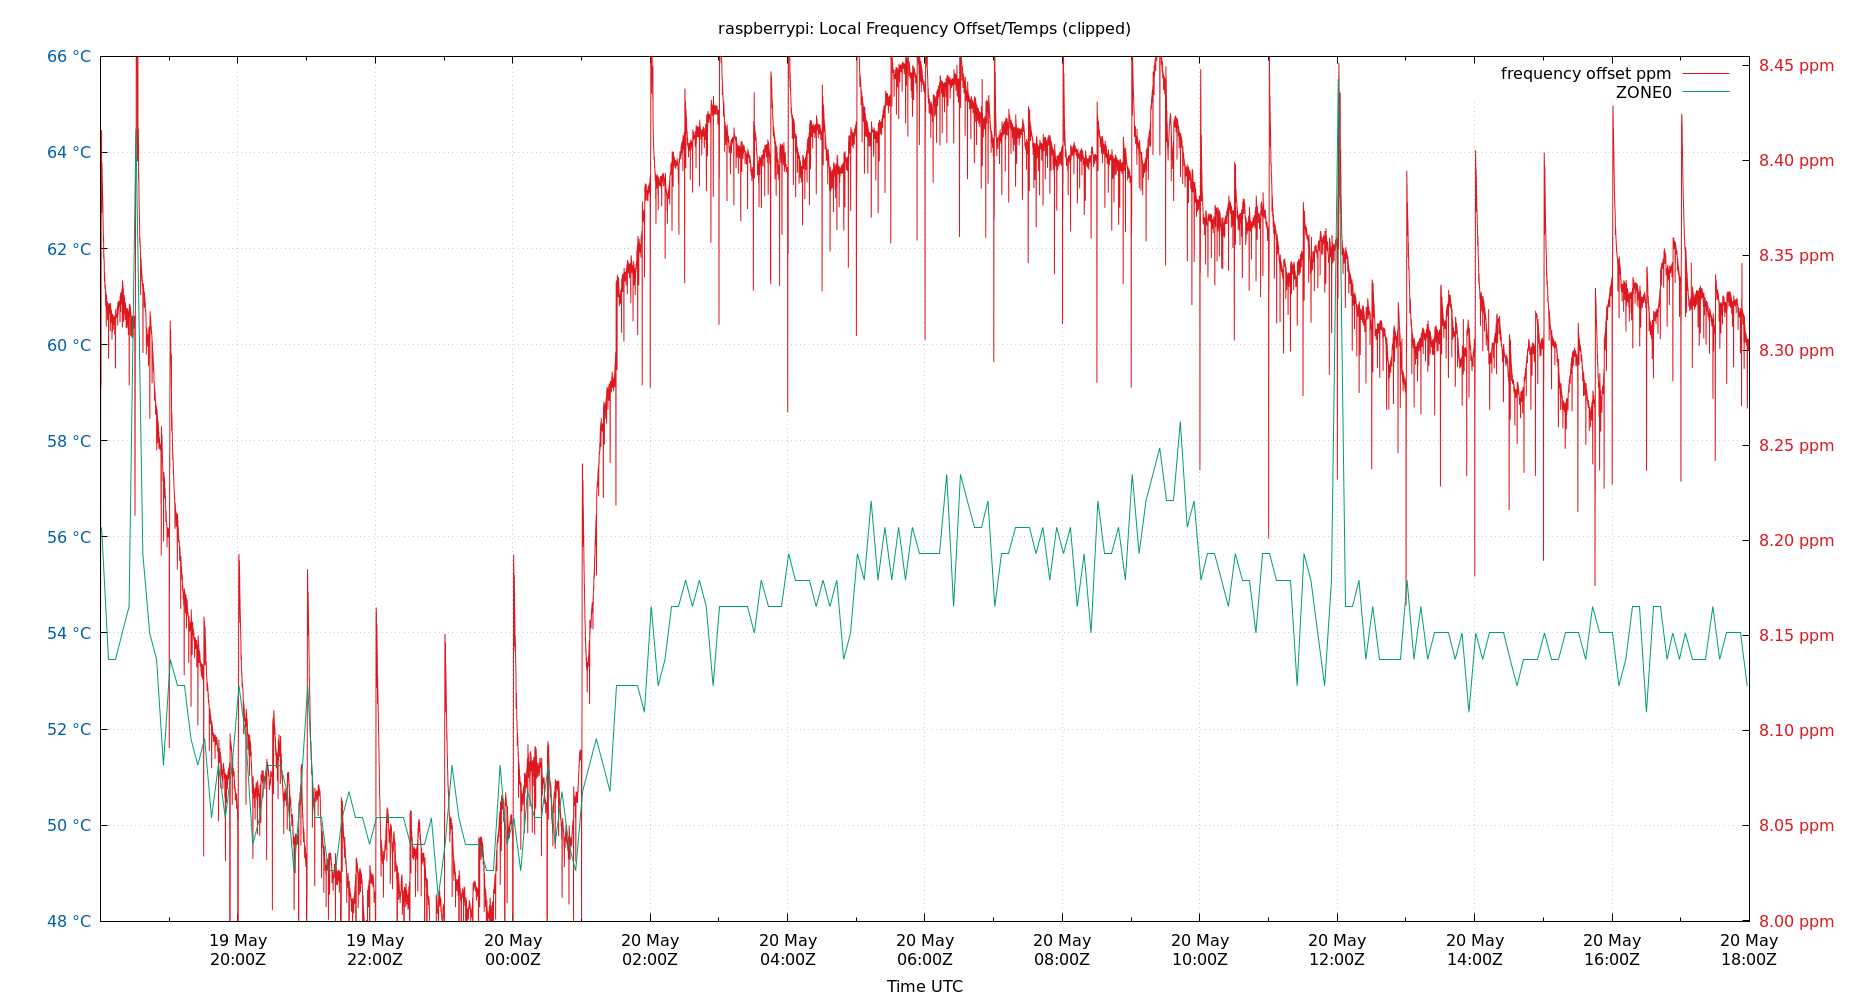 raspberrypi: Local Frequency Offset/Temps (clipped)
66 °C
64 °C
62 °C
60 °C
58 °C
56 °C
54 °C
52 °C
50 °C
48 °C
frequency offset ppm
ZONE0
8.45 ppm
8.40 ppm
8.35 ppm
8.30 ppm
8.25 ppm
8.20 ppm
8.15 ppm
8.10 ppm
8.05 ppm
8.00 ppm
19 May
20:00Z
19 May
22:00Z
20 May
00:00Z
20 May
02:00Z
20 May
04:00Z
20 May
06:00Z
20 May
08:00Z
20 May
10:00Z
20 May
12:00Z
20 May
14:00Z
20 May
16:00Z
20 May
18:00Z
Time UTC